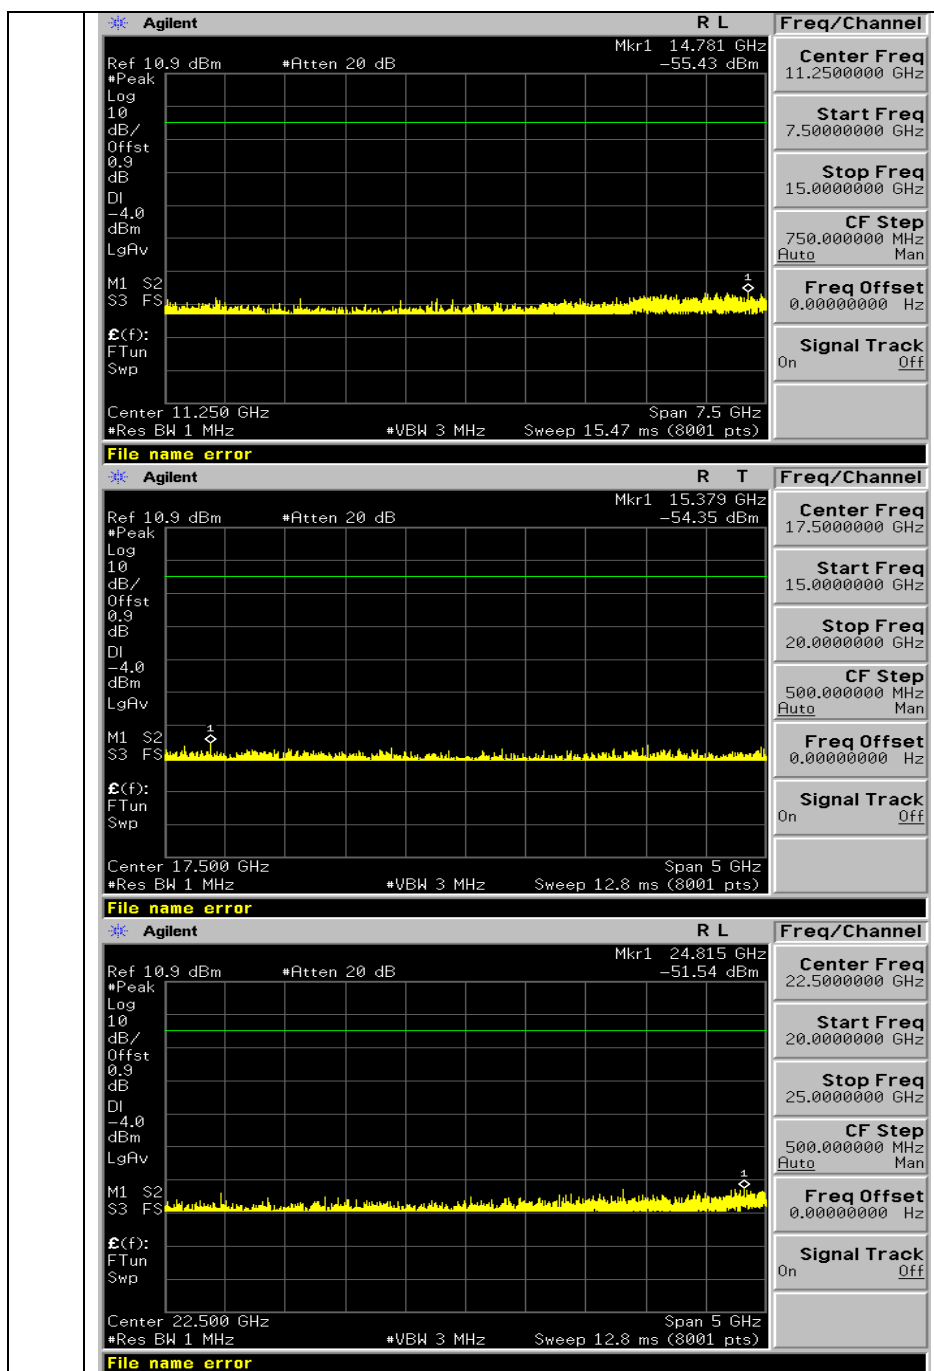 Agilent R L Freq/Channel
Mkr1 14.781 GHz
Ref 10.9 dBm #Atten 20 dB -55.43 dBm
#Peak
Log
10
dB/
Offst
0.9
dB
DI
-4.0
dBm
LgAv
M1 S2
S3 FS
£(f):
FTun
Swp
1
Center 11.250 GHz Span 7.5 GHz
#Res BW 1 MHz #VBW 3 MHz Sweep 15.47 ms (8001 pts)
File name error
Center Freq
11.2500000 GHz
Start Freq
7.50000000 GHz
Stop Freq
15.0000000 GHz
CF Step
750.000000 MHz
Auto Man
Freq Offset
0.00000000 Hz
Signal Track
On Off
Agilent R T Freq/Channel
Mkr1 15.379 GHz
Ref 10.9 dBm #Atten 20 dB -54.35 dBm
#Peak
Log
10
dB/
Offst
0.9
dB
DI
-4.0
dBm
LgAv
M1 S2
S3 FS
£(f):
FTun
Swp
1
Center 17.500 GHz Span 5 GHz
#Res BW 1 MHz #VBW 3 MHz Sweep 12.8 ms (8001 pts)
File name error
Center Freq
17.5000000 GHz
Start Freq
15.0000000 GHz
Stop Freq
20.0000000 GHz
CF Step
500.000000 MHz
Auto Man
Freq Offset
0.00000000 Hz
Signal Track
On Off
Agilent R L Freq/Channel
Mkr1 24.815 GHz
Ref 10.9 dBm #Atten 20 dB -51.54 dBm
#Peak
Log
10
dB/
Offst
0.9
dB
DI
-4.0
dBm
LgAv
M1 S2
S3 FS
£(f):
FTun
Swp
1
Center 22.500 GHz Span 5 GHz
#Res BW 1 MHz #VBW 3 MHz Sweep 12.8 ms (8001 pts)
File name error
Center Freq
22.5000000 GHz
Start Freq
20.0000000 GHz
Stop Freq
25.0000000 GHz
CF Step
500.000000 MHz
Auto Man
Freq Offset
0.00000000 Hz
Signal Track
On Off